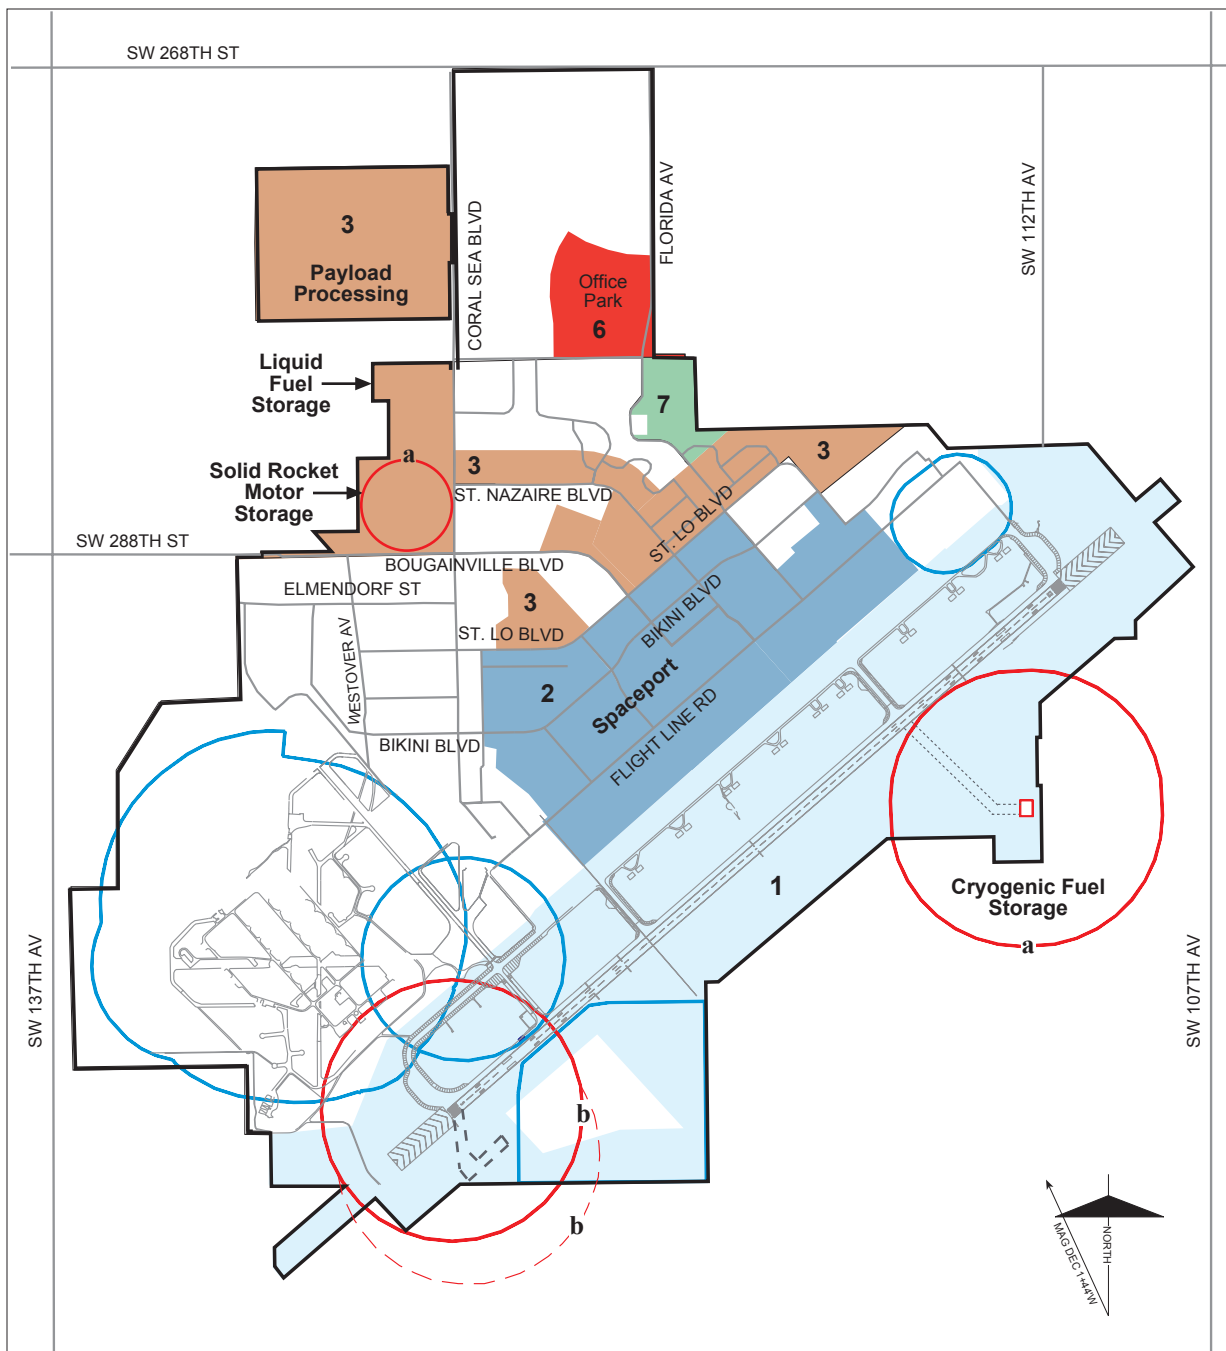 SW 268TH ST
SW 112TH AV
FLORIDA AV
CORAL SEA BLVD
3
Payload
Processing
Office
Park
6
Liquid
Fuel
Storage
7
3
a
3
Solid Rocket
Motor
Storage
ST. NAZAIRE BLVD
ST. LO BLVD
SW 288TH ST
BOUGAINVILLE BLVD
ELMENDORF ST
3
BIKINI BLVD
ST. LO BLVD
WESTOVER AV
2
Spaceport
FLIGHT LINE RD
BIKINI BLVD
1
Cryogenic Fuel
Storage
a
SW 137TH AV
SW 107TH AV
b
b
MAG DEC 1+44'W
NORTH